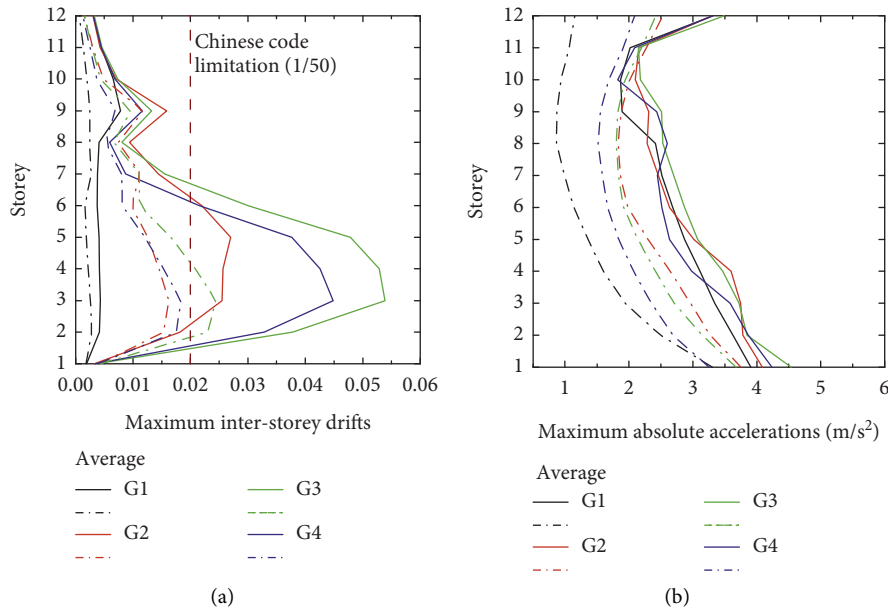 12
10
9
8
7
6
5
4
3
2
1
Storey
Chinese code
limitation (1/50)
0.00 0.01 0.02 0.03 0.04 0.05 0.06
Maximum inter-storey drifts
Average
G1 G3
G2 G4
(a)
12
11
10
9
8
7
6
5
4
3
2
1
Storey
1 2 3 4 5 6
Maximum absolute accelerations (m/s²)
Average
G1 G3
G2 G4
(b)